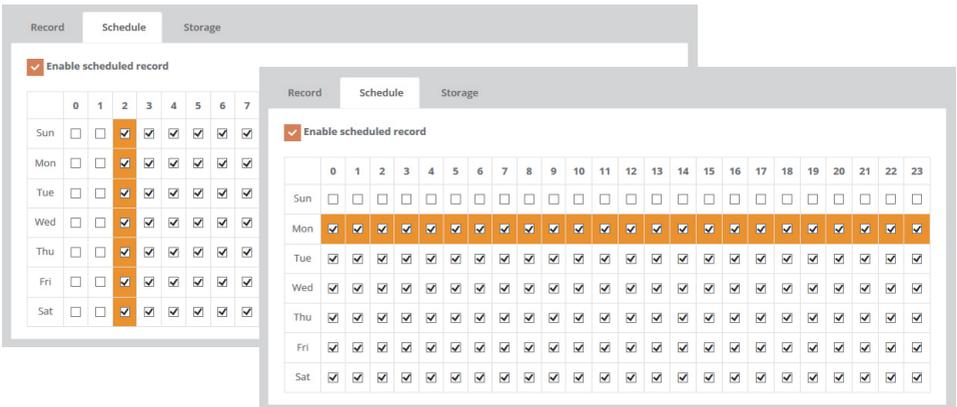 Record Schedule Storage
Enable scheduled record
0 1 2 3 4 5 6 7
Sun
Mon
Tue
Wed
Thu
Fri
Sat
Record Schedule Storage
Enable scheduled record
0 1 2 3 4 5 6 7 8 9 10 11 12 13 14 15 16 17 18 19 20 21 22 23
Sun
Mon
Tue
Wed
Thu
Fri
Sat